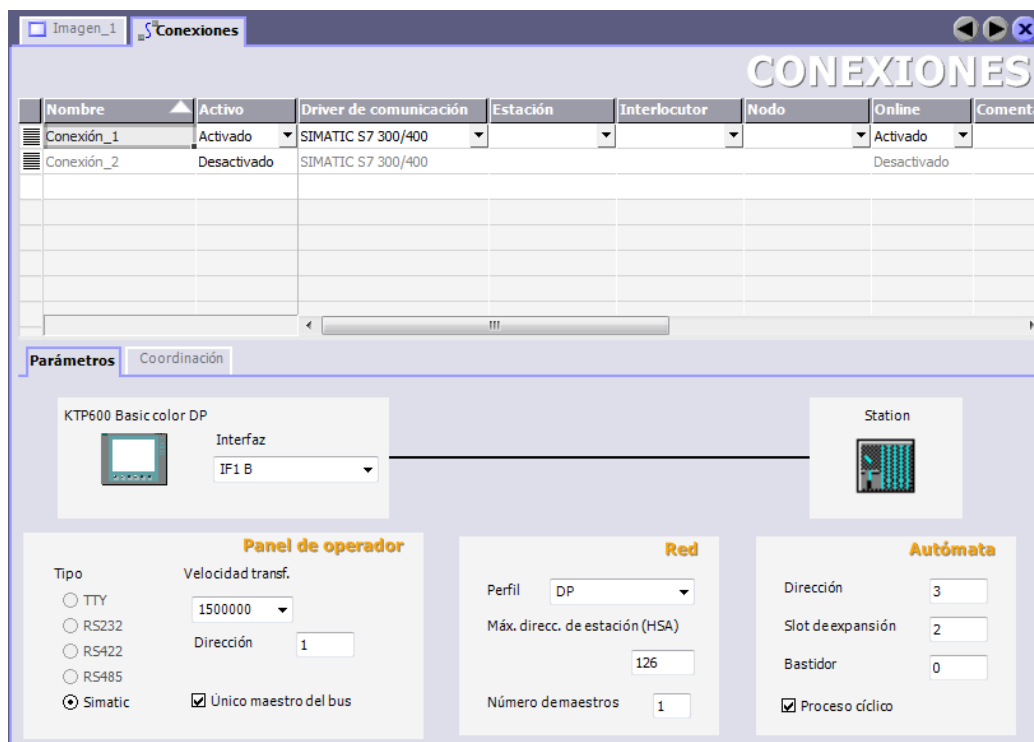 Imagen_1 Conexiones
CONEXIONES
Nombre Activo Driver de comunicación Estación Interlocutor Nodo Online Coment
Conexión_1 Activado SIMATIC S7 300/400 Activado
Conexión_2 Desactivado SIMATIC S7 300/400 Desactivado
Parámetros Coordinación
KTP600 Basic color DP
Interfaz
IF1 B
Station
Panel de operador
Tipo Velocidad transf.
TTY
1500000
RS232
Dirección 1
RS422
RS485
Simatic Único maestro del bus
Red
Perfil DP
Máx. direcc. de estación (HSA)
126
Número de maestros 1
Autómata
Dirección 3
Slot de expansión 2
Bastidor 0
Proceso cíclico